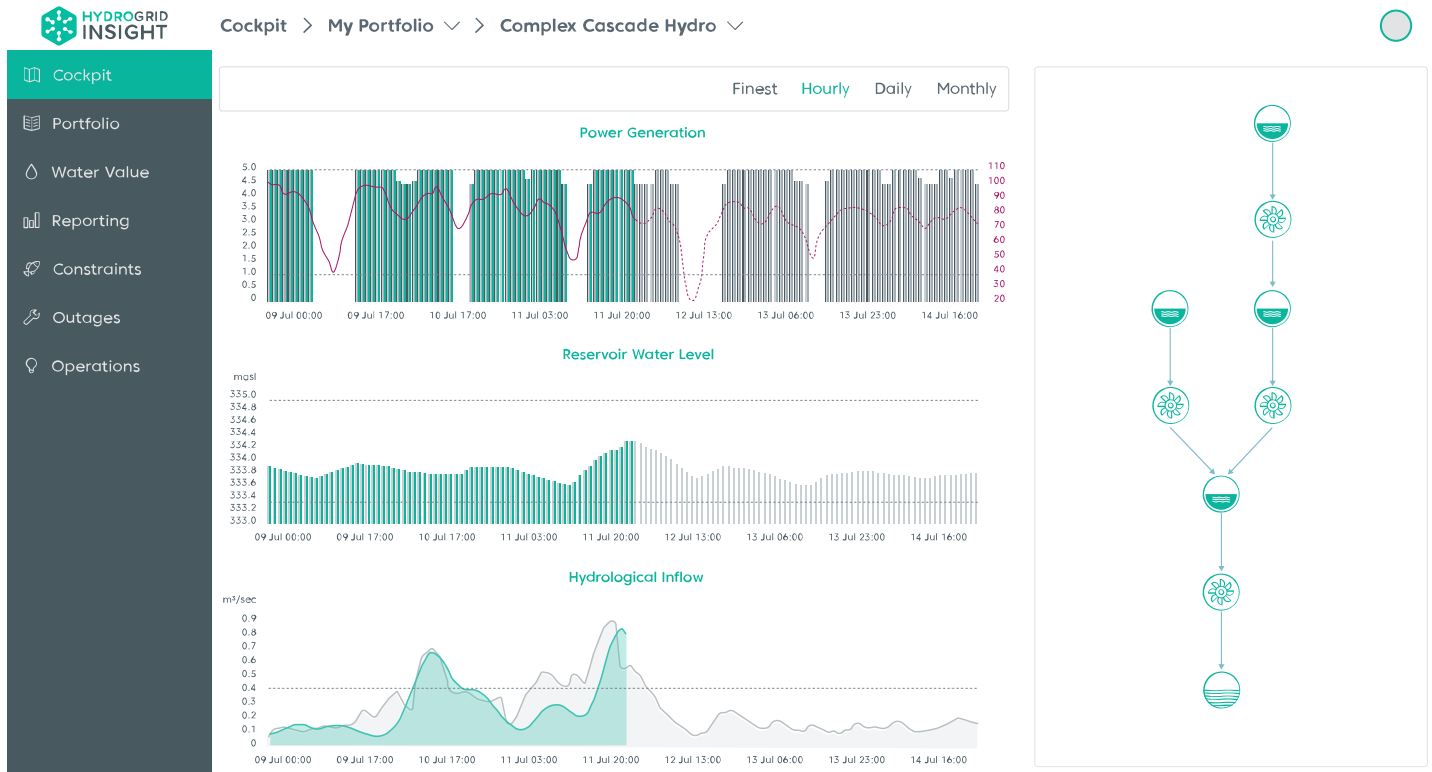 HYDROGRID
INSIGHT
Cockpit
My Portfolio
Complex Cascade Hydro
Cockpit
Portfolio
Water Value
Reporting
Constraints
Outages
Operations
Finest Hourly Daily Monthly
Power Generation
5.0
4.5
4.0
3.5
3.0
2.5
2.0
1.5
1.0
0.5
0
110
100
90
80
70
60
50
40
30
20
09 Jul 00:00 09 Jul 17:00 10 Jul 17:00 11 Jul 03:00 11 Jul 20:00 12 Jul 13:00 13 Jul 06:00 13 Jul 23:00 14 Jul 16:00
Reservoir Water Level
masl
335.0
334.8
334.6
334.4
334.2
334.0
333.8
333.6
333.4
333.2
333.0
09 Jul 00:00 09 Jul 17:00 10 Jul 17:00 11 Jul 03:00 11 Jul 20:00 12 Jul 13:00 13 Jul 06:00 13 Jul 23:00 14 Jul 16:00
Hydrological Inflow
m³/sec
0.9
0.8
0.7
0.6
0.5
0.4
0.3
0.2
0.1
0
09 Jul 00:00 09 Jul 17:00 10 Jul 17:00 11 Jul 03:00 11 Jul 20:00 12 Jul 13:00 13 Jul 06:00 13 Jul 23:00 14 Jul 16:00